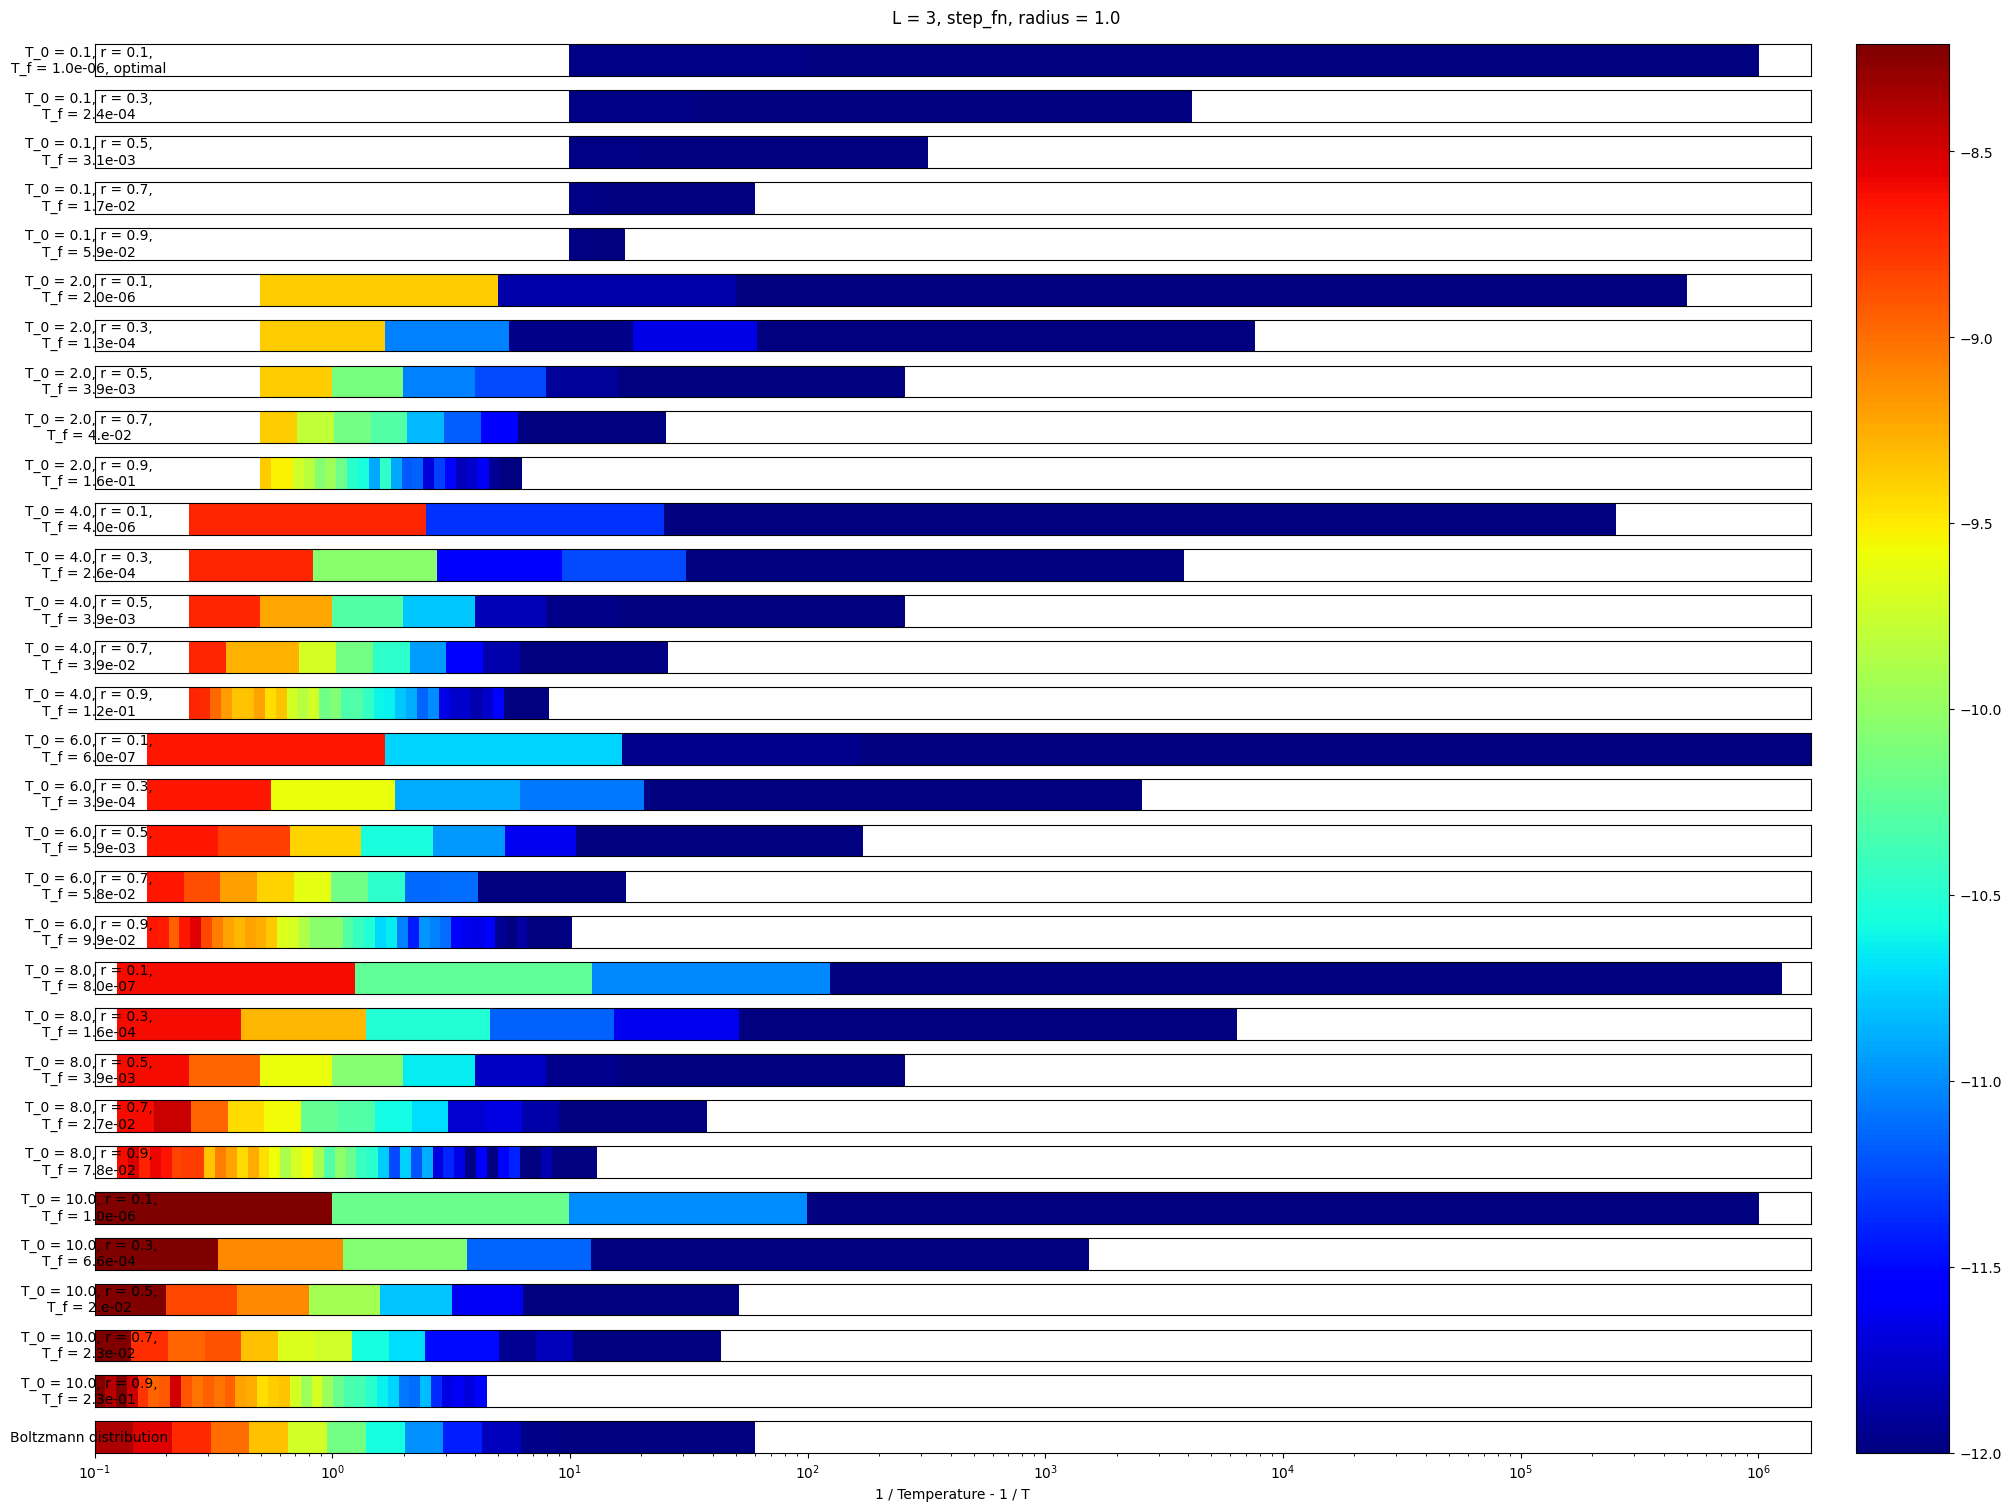 L = 3, step_fn, radius = 1.0
T_0 = 0.1, r = 0.1,
T_f = 1.0e-06, optimal
T_0 = 0.1, r = 0.3,
T_f = 2.4e-04
T_0 = 0.1, r = 0.5,
T_f = 3.1e-03
T_0 = 0.1, r = 0.7,
T_f = 1.7e-02
T_0 = 0.1, r = 0.9,
T_f = 5.9e-02
T_0 = 2.0, r = 0.1,
T_f = 2.0e-06
T_0 = 2.0, r = 0.3,
T_f = 1.3e-04
T_0 = 2.0, r = 0.5,
T_f = 3.9e-03
T_0 = 2.0, r = 0.7,
T_f = 4.e-02
T_0 = 2.0, r = 0.9,
T_f = 1.6e-01
T_0 = 4.0, r = 0.1,
T_f = 4.0e-06
T_0 = 4.0, r = 0.3,
T_f = 2.6e-04
T_0 = 4.0, r = 0.5,
T_f = 3.9e-03
T_0 = 4.0, r = 0.7,
T_f = 3.9e-02
T_0 = 4.0, r = 0.9,
T_f = 1.2e-01
T_0 = 6.0, r = 0.1,
T_f = 6.0e-07
T_0 = 6.0, r = 0.3,
T_f = 3.9e-04
T_0 = 6.0, r = 0.5,
T_f = 5.9e-03
T_0 = 6.0, r = 0.7,
T_f = 5.8e-02
T_0 = 6.0, r = 0.9,
T_f = 9.9e-02
T_0 = 8.0, r = 0.1,
T_f = 8.0e-07
T_0 = 8.0, r = 0.3,
T_f = 1.6e-04
T_0 = 8.0, r = 0.5,
T_f = 3.9e-03
T_0 = 8.0, r = 0.7,
T_f = 2.7e-02
T_0 = 8.0, r = 0.9,
T_f = 7.8e-02
T_0 = 10.0, r = 0.1,
T_f = 1.0e-06
T_0 = 10.0, r = 0.3,
T_f = 6.6e-04
T_0 = 10.0, r = 0.5,
T_f = 2.e-02
T_0 = 10.0, r = 0.7,
T_f = 2.3e-02
T_0 = 10.0, r = 0.9,
T_f = 2.3e-01
Boltzmann distribution
10⁻¹ 10⁰ 10¹ 10² 10³ 10⁴ 10⁵ 10⁶
1 / Temperature - 1 / T
−8.5
−9.0
−9.5
−10.0
−10.5
−11.0
−11.5
−12.0